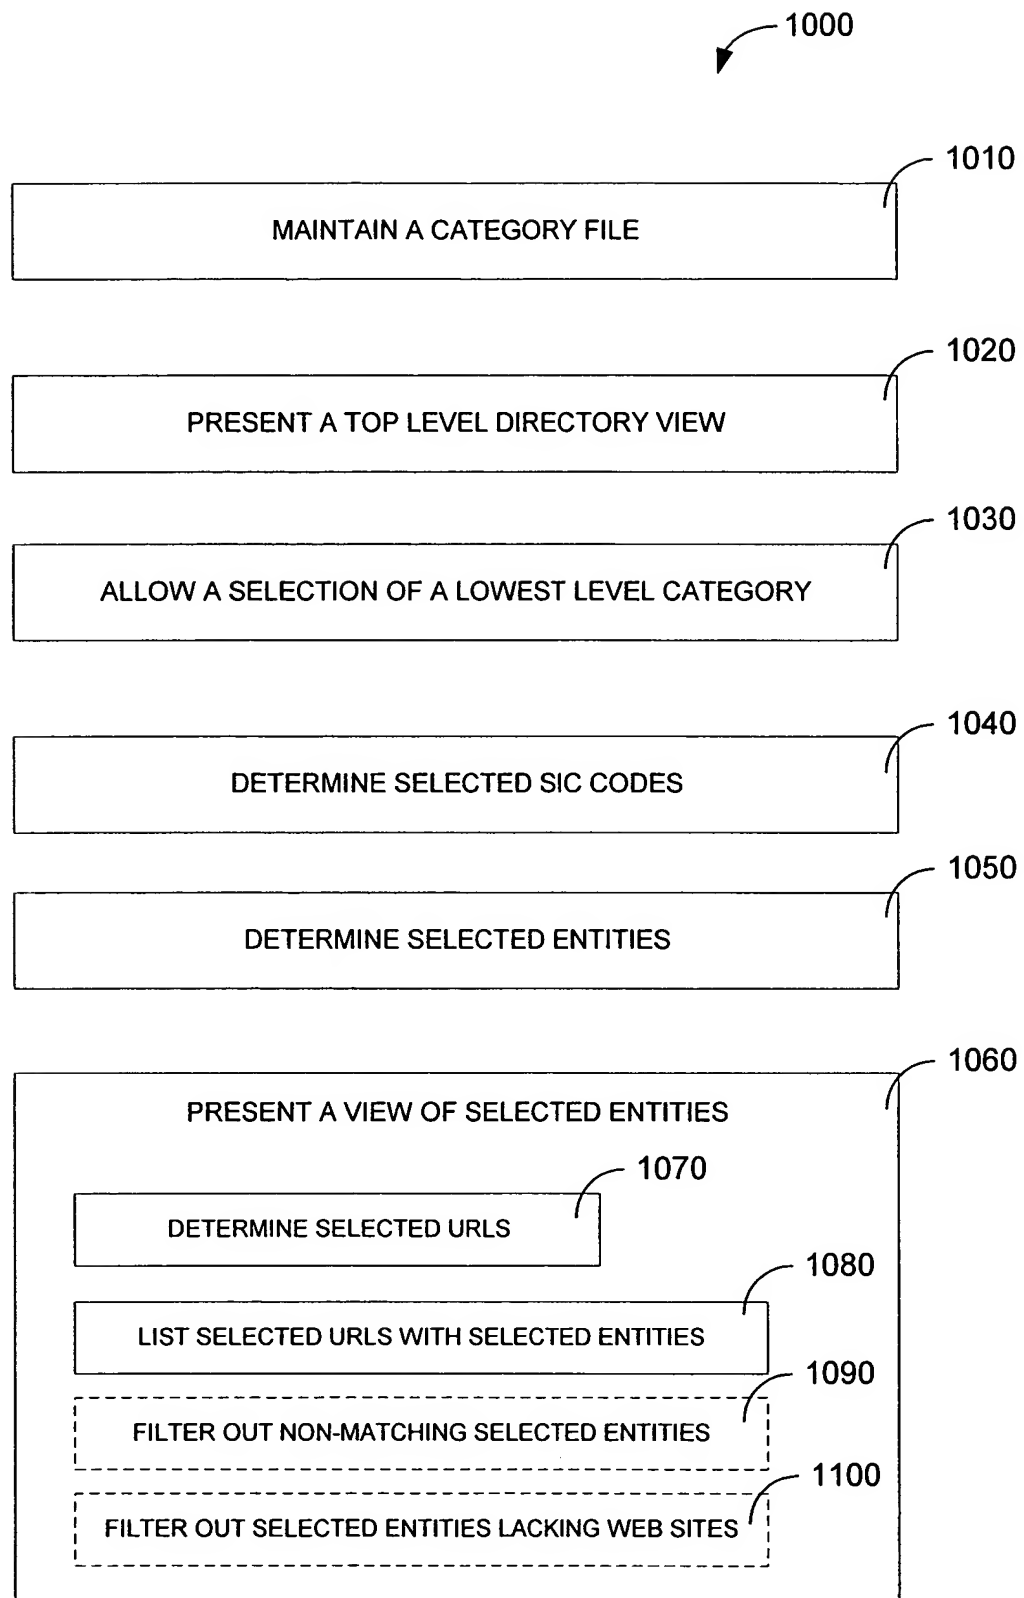 1000
1010
MAINTAIN A CATEGORY FILE
1020
PRESENT A TOP LEVEL DIRECTORY VIEW
1030
ALLOW A SELECTION OF A LOWEST LEVEL CATEGORY
1040
DETERMINE SELECTED SIC CODES
1050
DETERMINE SELECTED ENTITIES
1060
PRESENT A VIEW OF SELECTED ENTITIES
1070
DETERMINE SELECTED URLS
1080
LIST SELECTED URLS WITH SELECTED ENTITIES
1090
FILTER OUT NON-MATCHING SELECTED ENTITIES
1100
FILTER OUT SELECTED ENTITIES LACKING WEB SITES